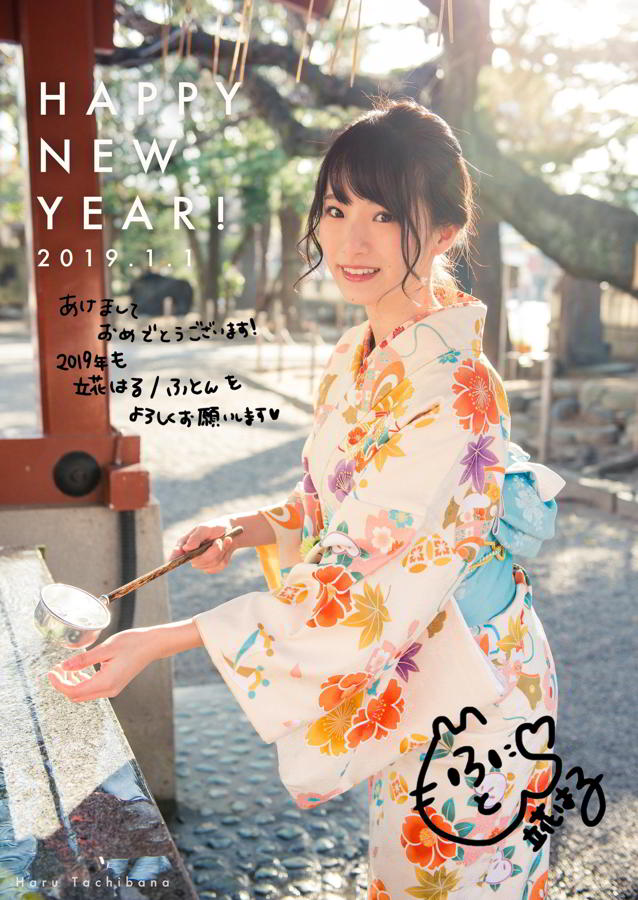 HAPPY
NEW
YEAR!
2019.1.1
あけまして
おめでとうございます!
2019年も
立花はる/ふとんを
よろしくお願いします♥
ふに♡
と
立花はる
Haru Tachibana